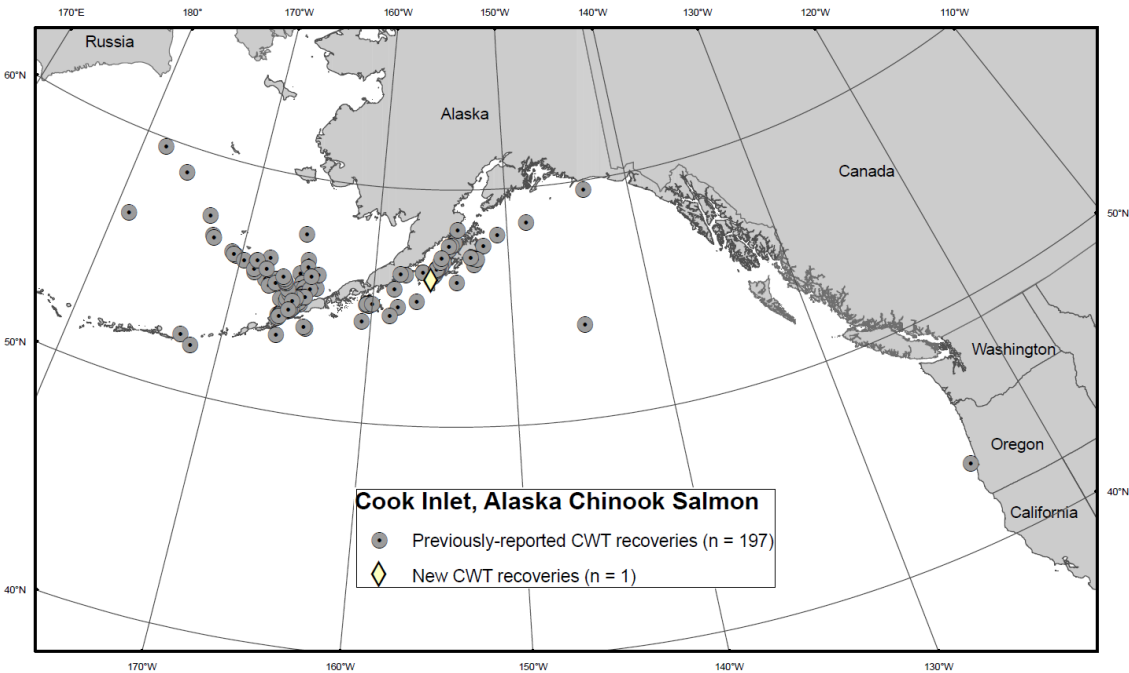 170°E 180° 170°W 160°W 150°W 140°W 130°W 120°W 110°W
Russia
60°N
Alaska
Canada
50°N
50°N
Washington
Oregon
Cook Inlet, Alaska Chinook Salmon
40°N
California
Previously-reported CWT recoveries (n = 197)
New CWT recoveries (n = 1)
40°N
170°W 160°W 150°W 140°W 130°W